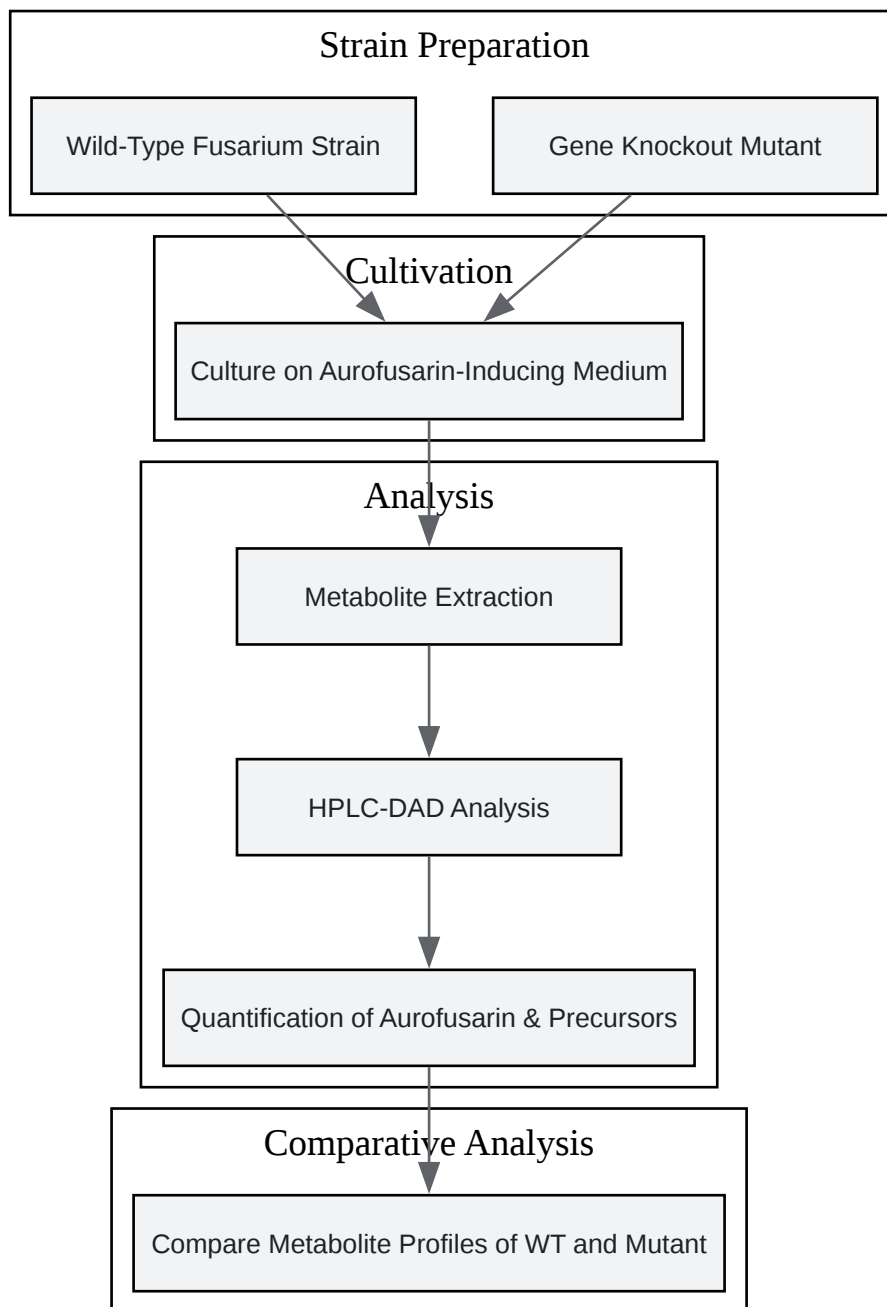 Strain Preparation
Wild-Type Fusarium Strain
Gene Knockout Mutant
Cultivation
Culture on Aurofusarin-Inducing Medium
Analysis
Metabolite Extraction
HPLC-DAD Analysis
Quantification of Aurofusarin & Precursors
Comparative Analysis
Compare Metabolite Profiles of WT and Mutant